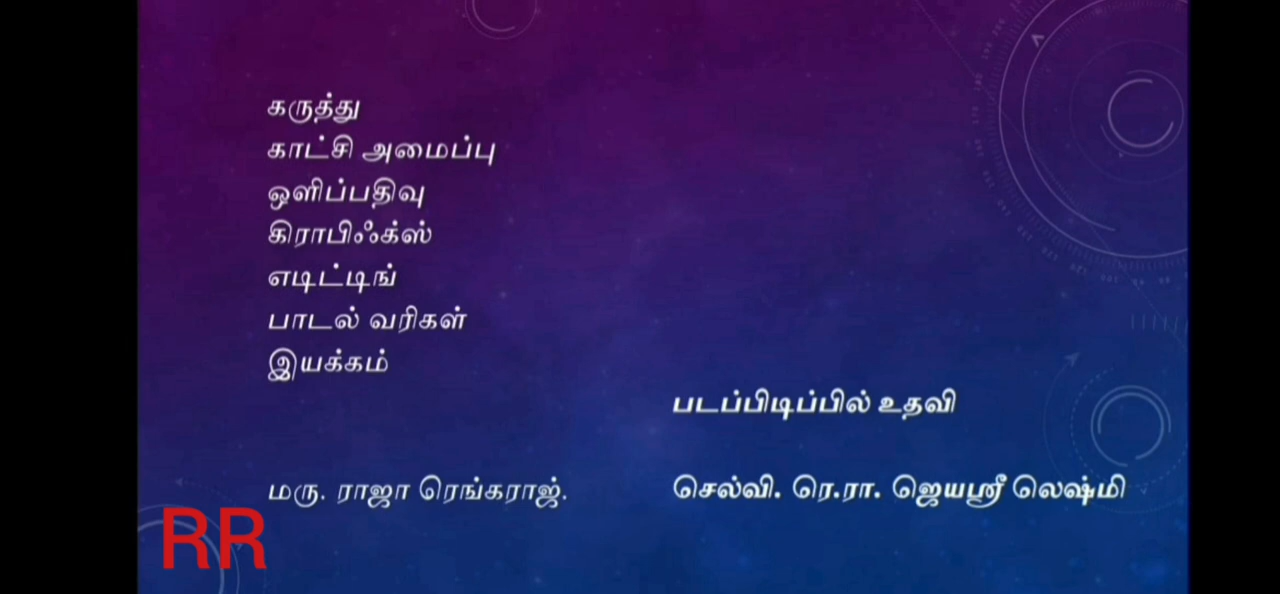 கருத்து
காட்சி அமைப்பு
ஒளிப்பதிவு
கிராபிஃக்ஸ்
எடிட்டிங்
பாடல் வரிகள்
இயக்கம்
படப்பிடிப்பில் உதவி
மரு. ராஜா ரெங்கராஜ்.
செல்வி. ரெ.ரா. ஜெயஸ்ரீ லெஷ்மி
RR